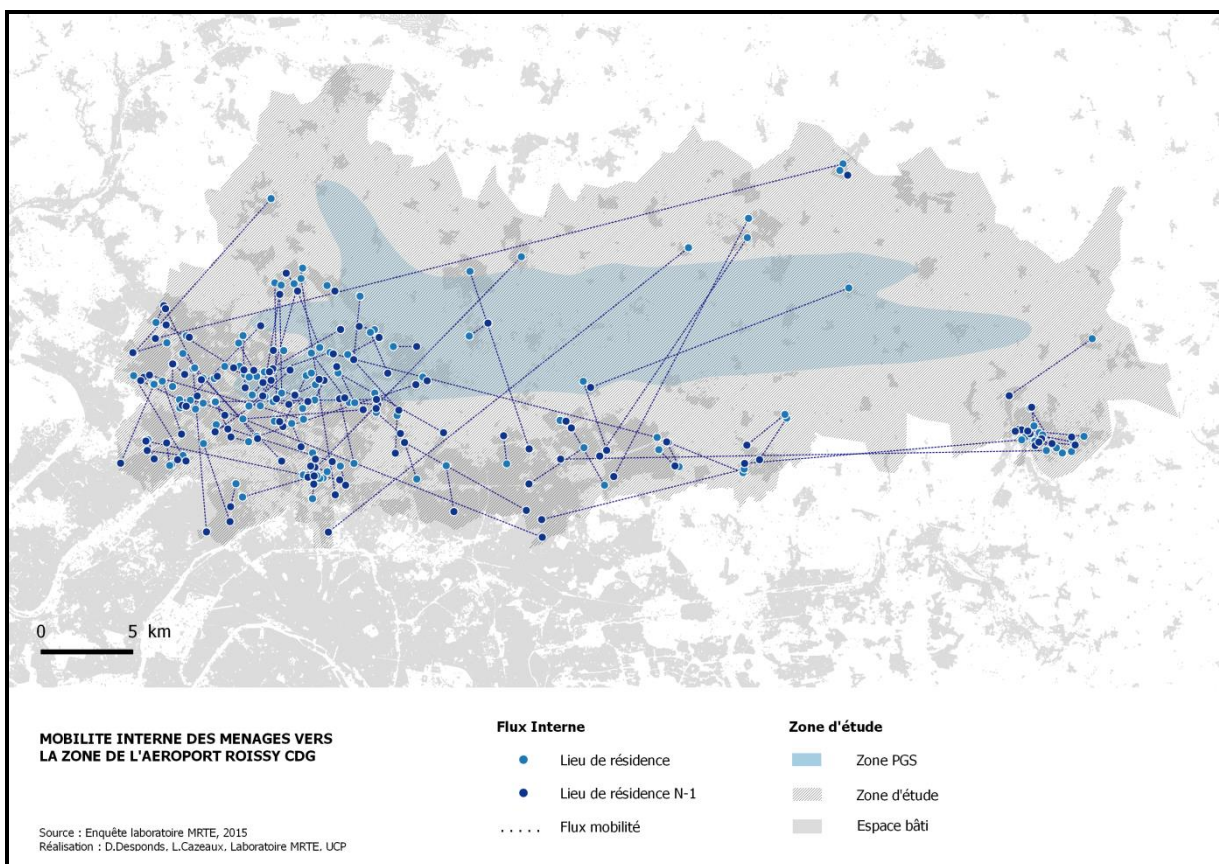 0 5 km
MOBILITE INTERNE DES MENAGES VERS
LA ZONE DE L'AEROPORT ROISSY CDG
Source : Enquête laboratoire MRTE, 2015
Réalisation : D.Desponds, L.Cazeaux, Laboratoire MRTE, UCP
Flux Interne
Lieu de résidence
Lieu de résidence N-1
Flux mobilité
Zone d'étude
Zone PGS
Zone d'étude
Espace bâti